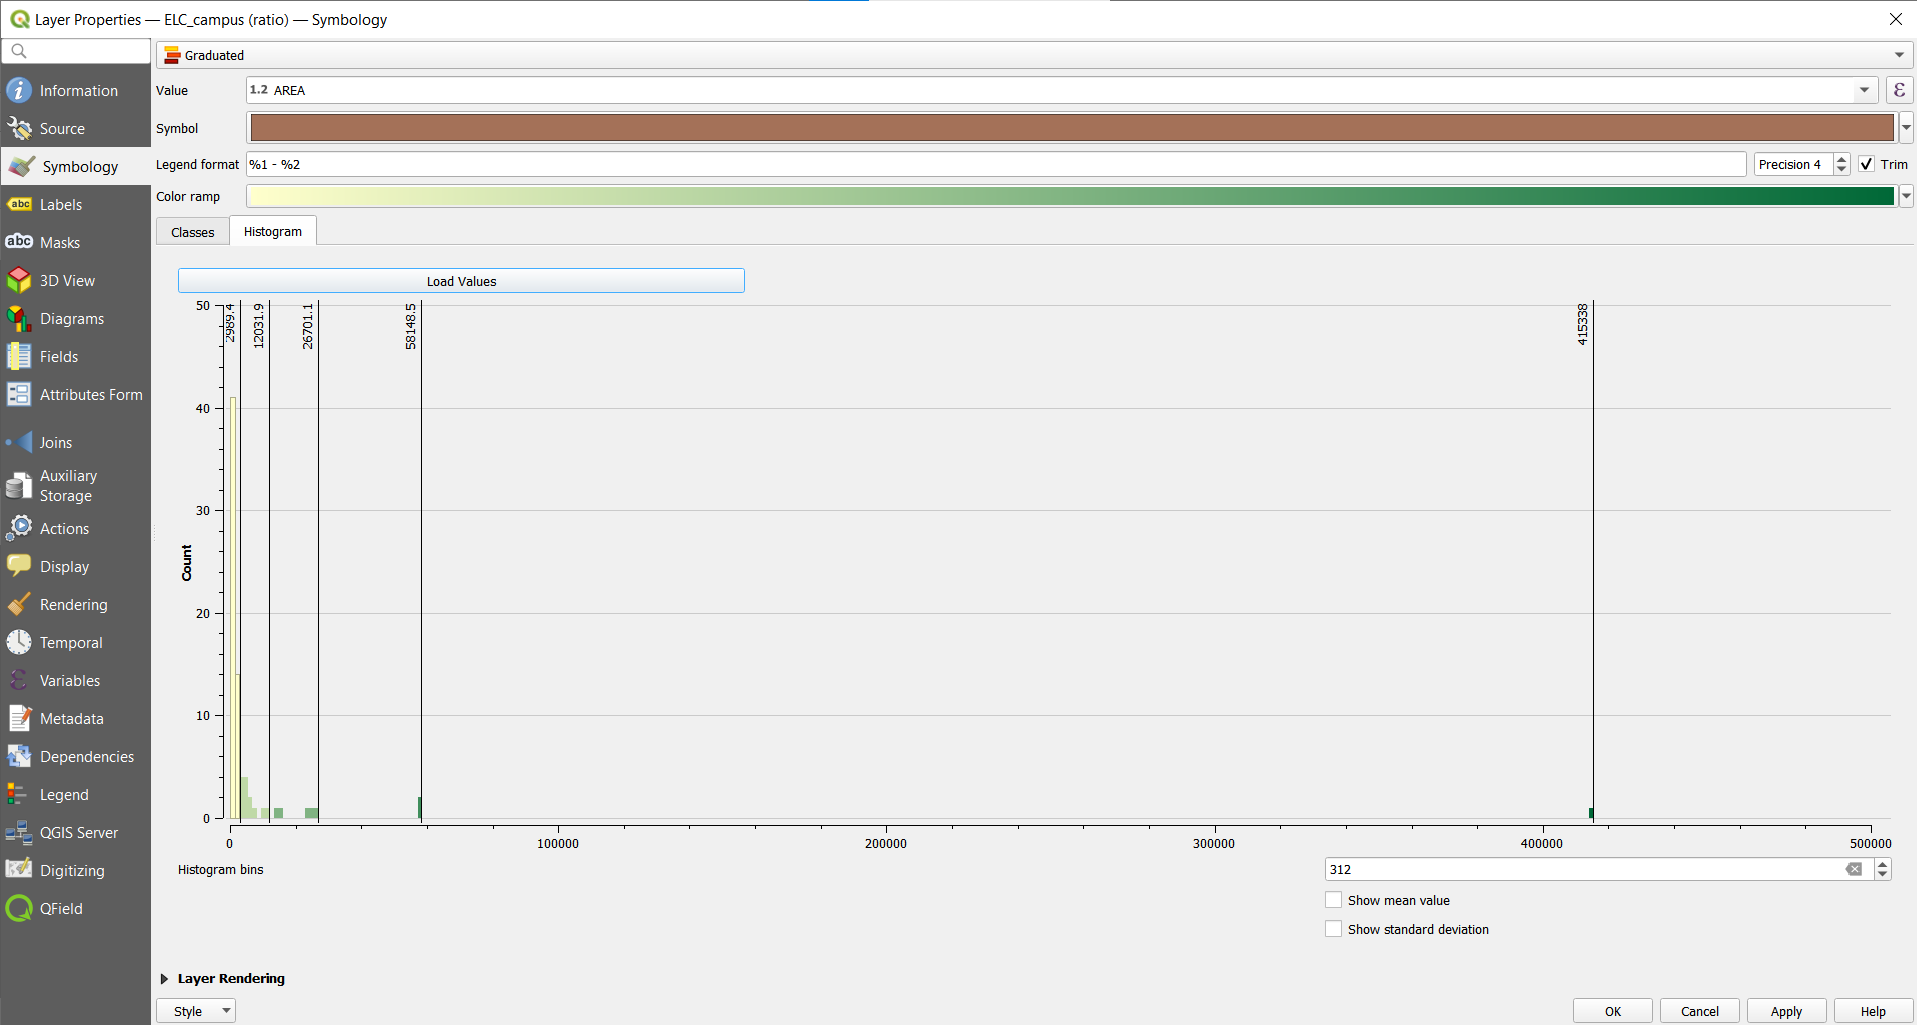 Layer Properties — ELC_campus (ratio) — Symbology
Graduated
Information
Value
1.2 AREA
ε
Source
Symbol
Symbology
Legend format
%1 - %2
Precision 4
Trim
Color ramp
abc Labels
Classes
Histogram
abc Masks
3D View
Load Values
Diagrams
Fields
Attributes Form
Joins
Auxiliary
Storage
Actions
Display
Rendering
Temporal
ε Variables
Metadata
Dependencies
Legend
QGIS Server
Digitizing
QField
2989.4
12031.9
26701.1
58148.5
415338
50
40
30
20
10
0
Count
0
100000
200000
300000
400000
500000
Histogram bins
312
Show mean value
Show standard deviation
Layer Rendering
Style
OK
Cancel
Apply
Help